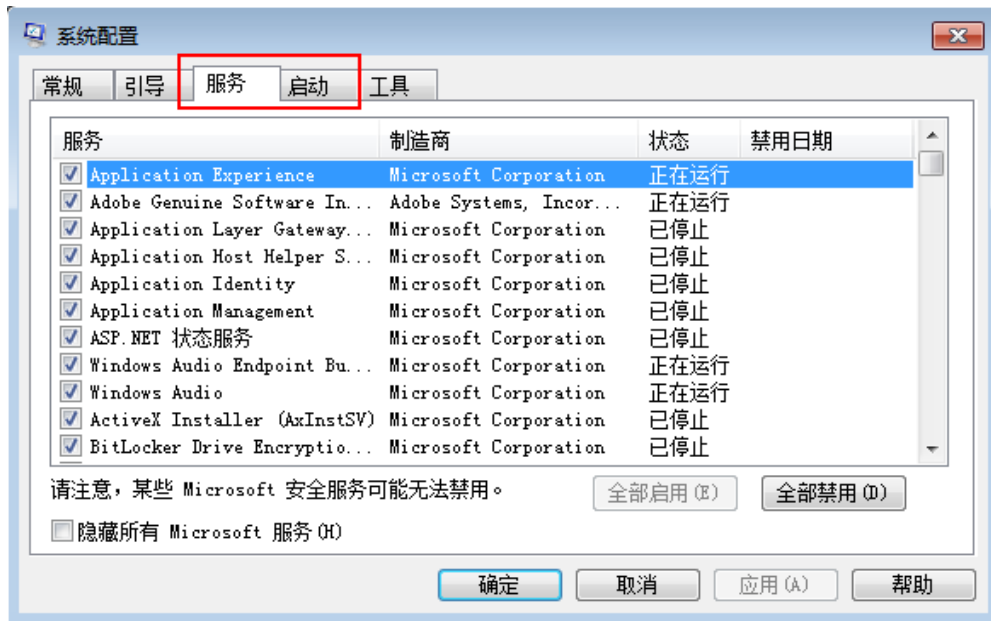 系统配置
常规 引导 服务 启动 工具
服务 制造商 状态 禁用日期
Application Experience Microsoft Corporation 正在运行
Adobe Genuine Software In... Adobe Systems, Incor... 正在运行
Application Layer Gateway... Microsoft Corporation 已停止
Application Host Helper S... Microsoft Corporation 已停止
Application Identity Microsoft Corporation 已停止
Application Management Microsoft Corporation 已停止
ASP.NET 状态服务 Microsoft Corporation 已停止
Windows Audio Endpoint Bu... Microsoft Corporation 正在运行
Windows Audio Microsoft Corporation 正在运行
ActiveX Installer (AxInstSV) Microsoft Corporation 已停止
BitLocker Drive Encryptio... Microsoft Corporation 已停止
请注意，某些 Microsoft 安全服务可能无法禁用。 全部启用(E) 全部禁用(D)
隐藏所有 Microsoft 服务(H)
确定 取消 应用(A) 帮助